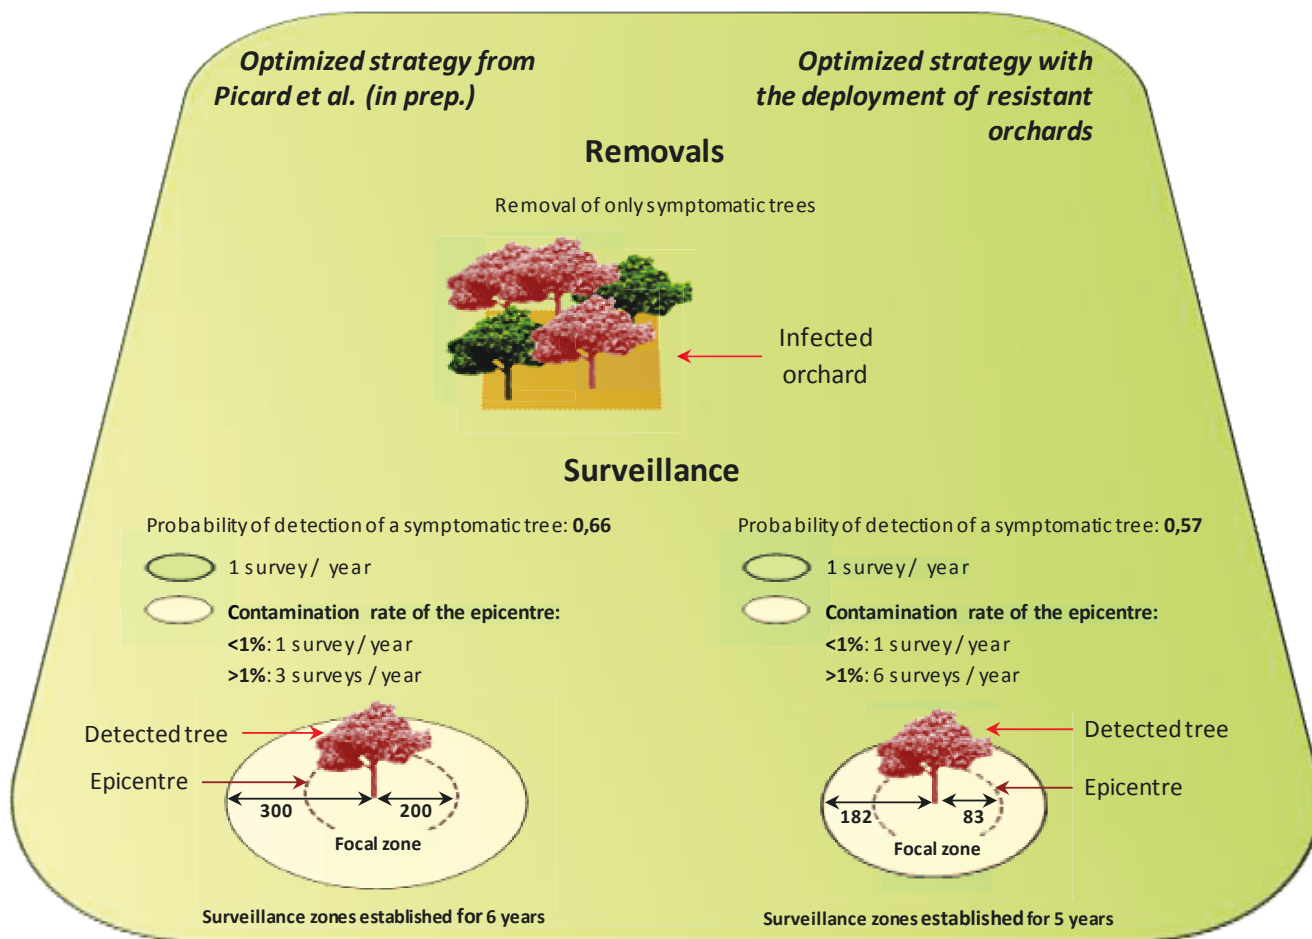 Optimized strategy from
Picard et al. (in prep.)
Optimized strategy with
the deployment of resistant
orchards
Removals
Removal of only symptomatic trees
Infected
orchard
Surveillance
Probability of detection of a symptomatic tree: 0,66
1 survey / year
Contamination rate of the epicentre:
<1%: 1 survey / year
>1%: 3 surveys / year
Detected tree
Epicentre
300
200
Focal zone
Surveillance zones established for 6 years
Probability of detection of a symptomatic tree: 0,57
1 survey / year
Contamination rate of the epicentre:
<1%: 1 survey / year
>1%: 6 surveys / year
Detected tree
Epicentre
182
83
Focal zone
Surveillance zones established for 5 years